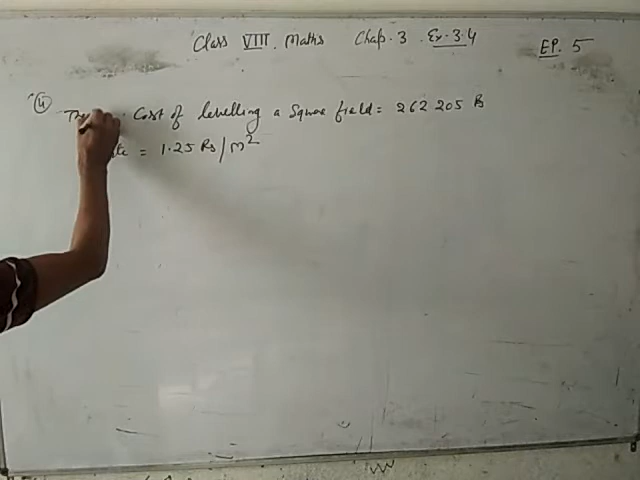 Class VIII. Maths Chap. 3. Ex-3.4
EP. 5
(4) Cost of levelling a Square field = 262 205 Rs
= 1.25 Rs/m²